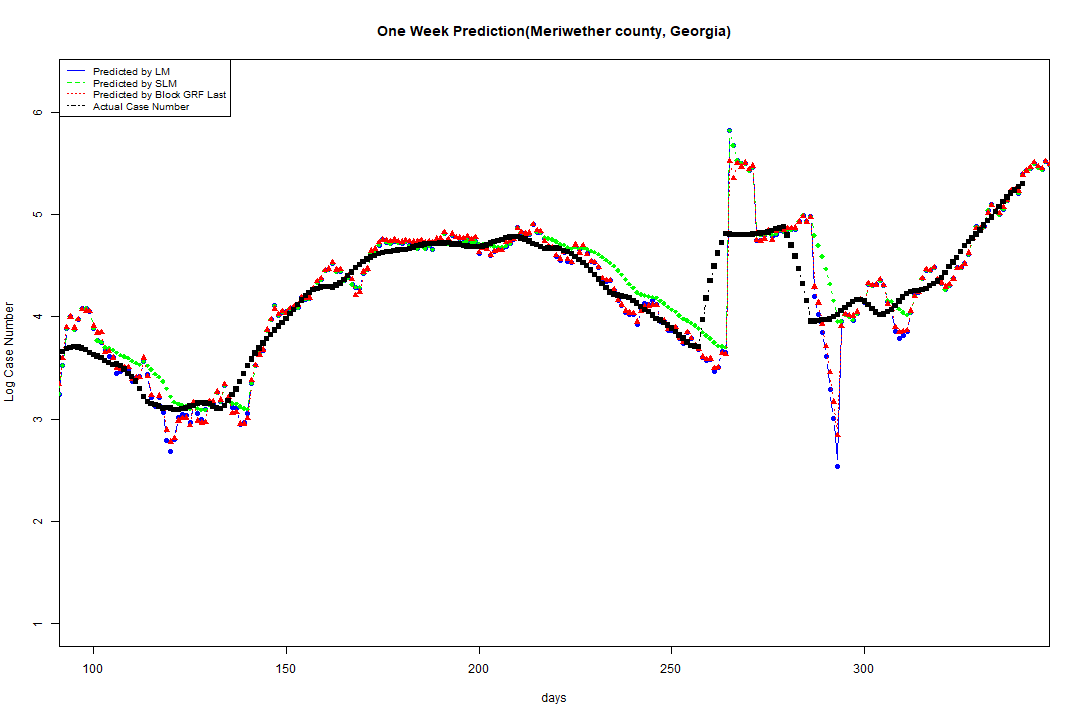 One Week Prediction(Meriwether county, Georgia)
Predicted by LM
Predicted by SLM
Predicted by Block GRF Last
Actual Case Number
6
5
4
3
2
1
Log Case Number
100 150 200 250 300
days